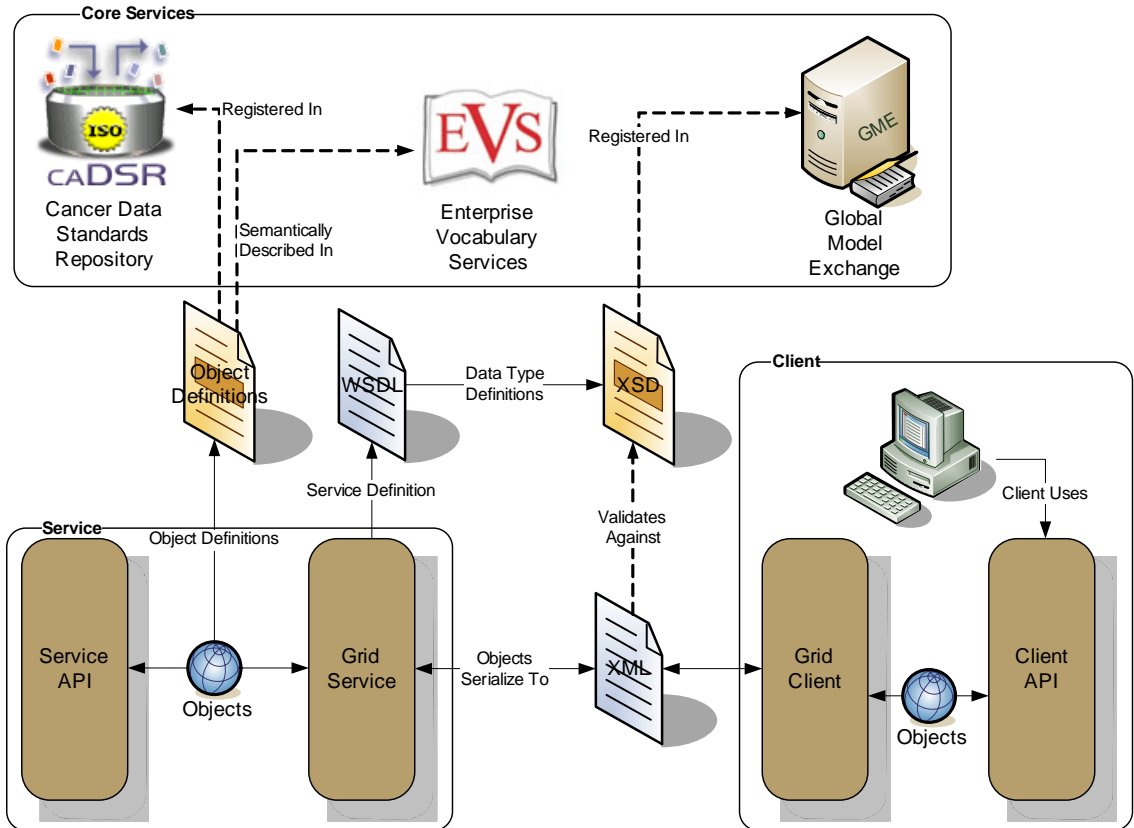 Core Services
ISO
caDSR
Cancer Data
Standards
Repository
Registered In
Semantically
Described In
EVS
Enterprise
Vocabulary
Services
Registered In
GME
Global
Model
Exchange
Object
Definitions
WSDL
Data Type
Definitions
XSD
Client
Client Uses
Service Definition
Validates
Against
Service
Object Definitions
Service
API
Objects
Grid
Service
Objects
Serialize To
XML
Grid
Client
Objects
Client
API